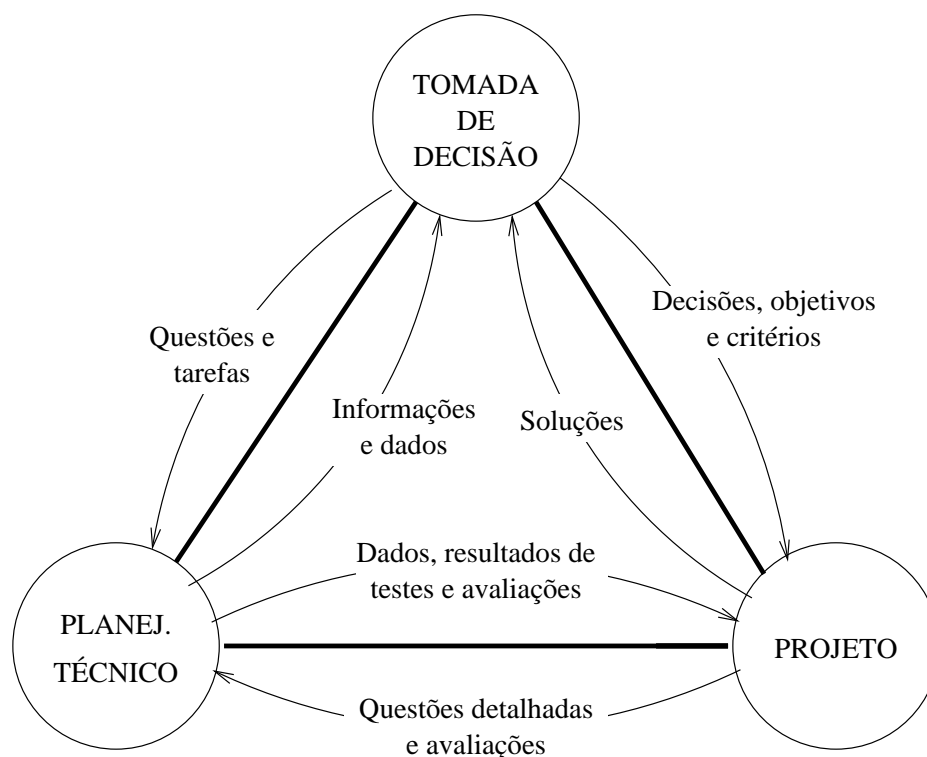 TOMADA
DE
DECISÃO
Decisões, objetivos
e critérios
Questões e
tarefas
Informações
e dados
Soluções
Dados, resultados de
testes e avaliações
PLANEJ.
TÉCNICO
PROJETO
Questões detalhadas
e avaliações